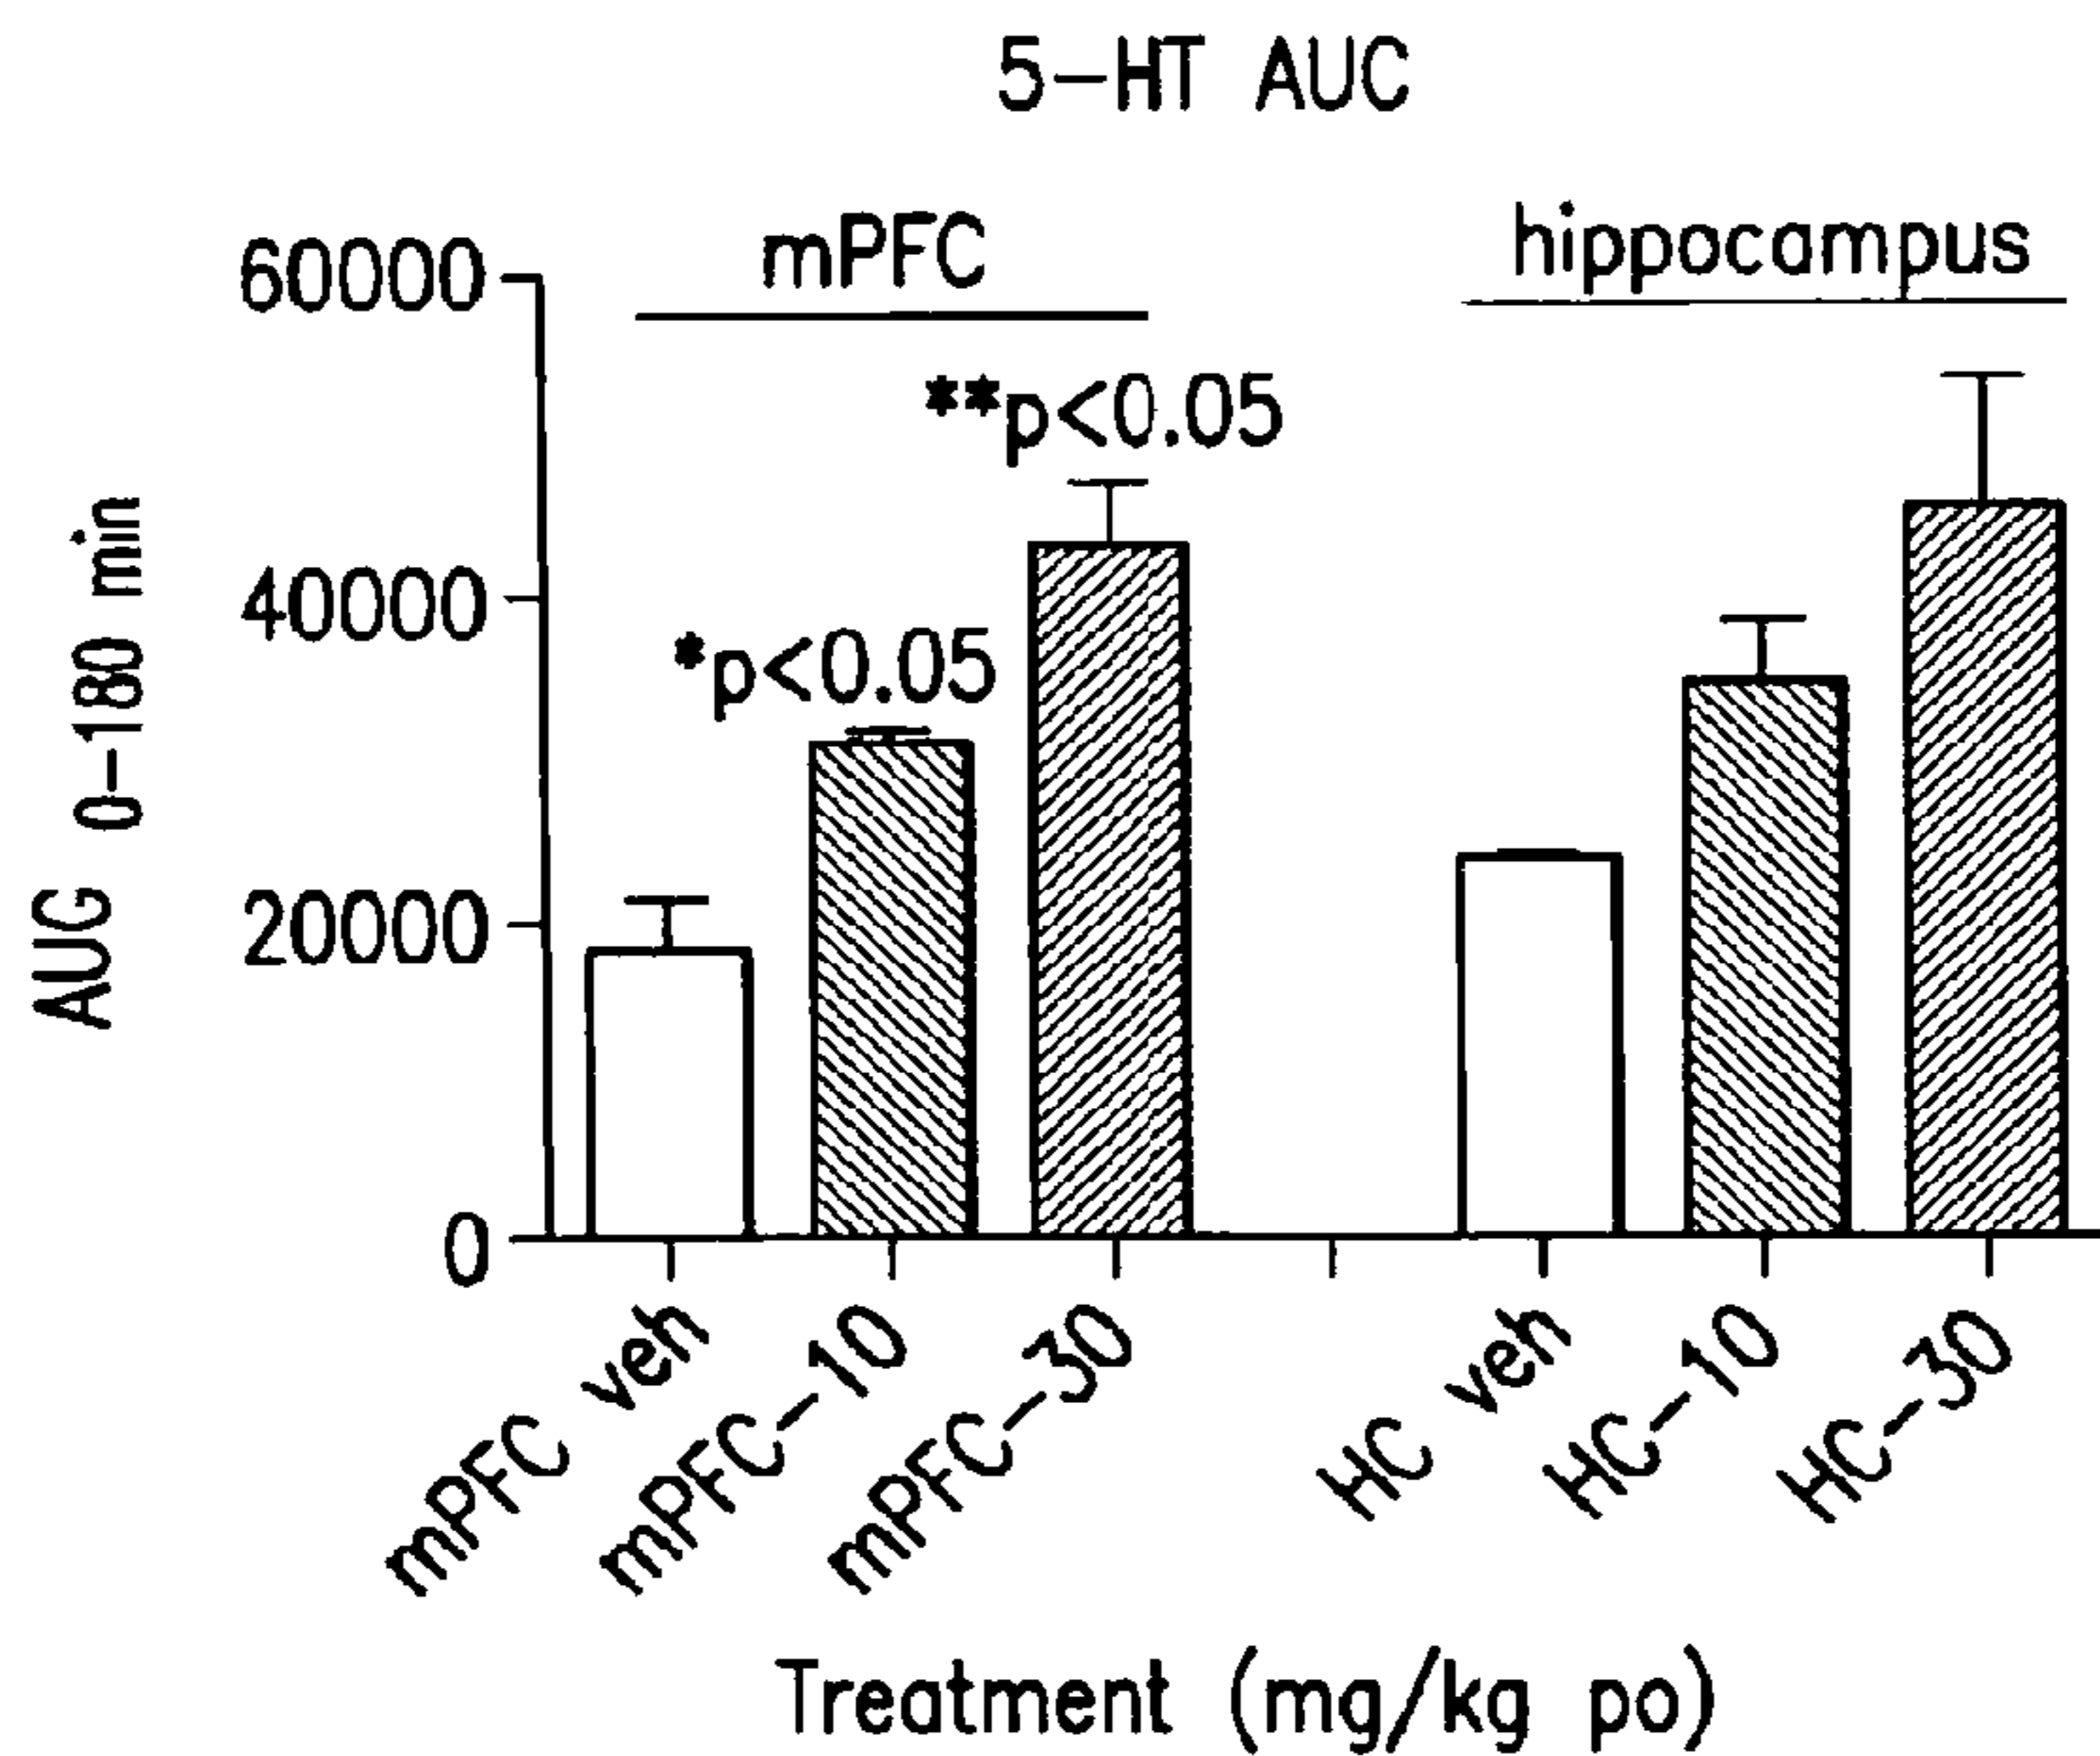 5-HT AUC
mPFC
hippocampus
60000
40000
20000
0
AUG 0-180 min
*p<0.05
**p<0.05
mPFC veh
mPFC-10
mPFC-30
HC veh
HC-10
HC-30
Treatment (mg/kg po)